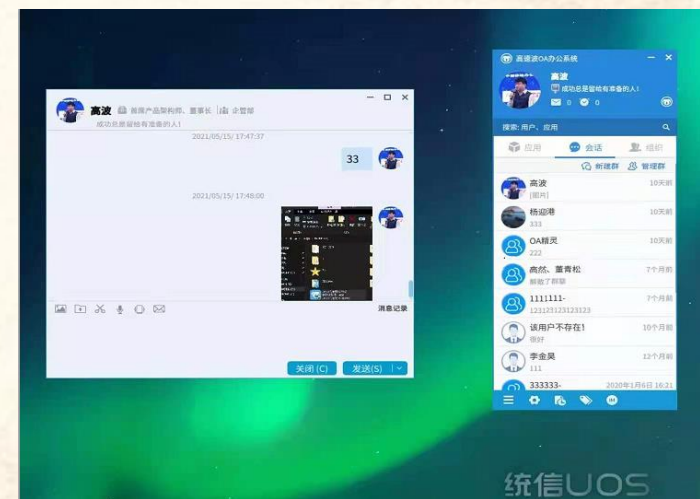 高波 首席产品架构师、董事长 企管部
成功总是留给有准备的人!
2021/05/15/ 17:47:37
33
2021/05/15/ 17:48:00
消息记录
关闭 (C)
发送(S)
高速波OA办公系统
高波
成功总是留给有准备的人!
0 0
搜索: 用户、应用
应用 会话 组织
新建群 管理群
高波 10天前
[图片]
杨迎港 10天前
333
OA精灵 10天前
222
高然、董青松 7个月前
解散了群聊
1111111- 7个月前
123123123123123
该用户不存在1 10个月前
很好
李金昊 12个月前
111
333333- 2020年1月6日 16:21
统信UOS